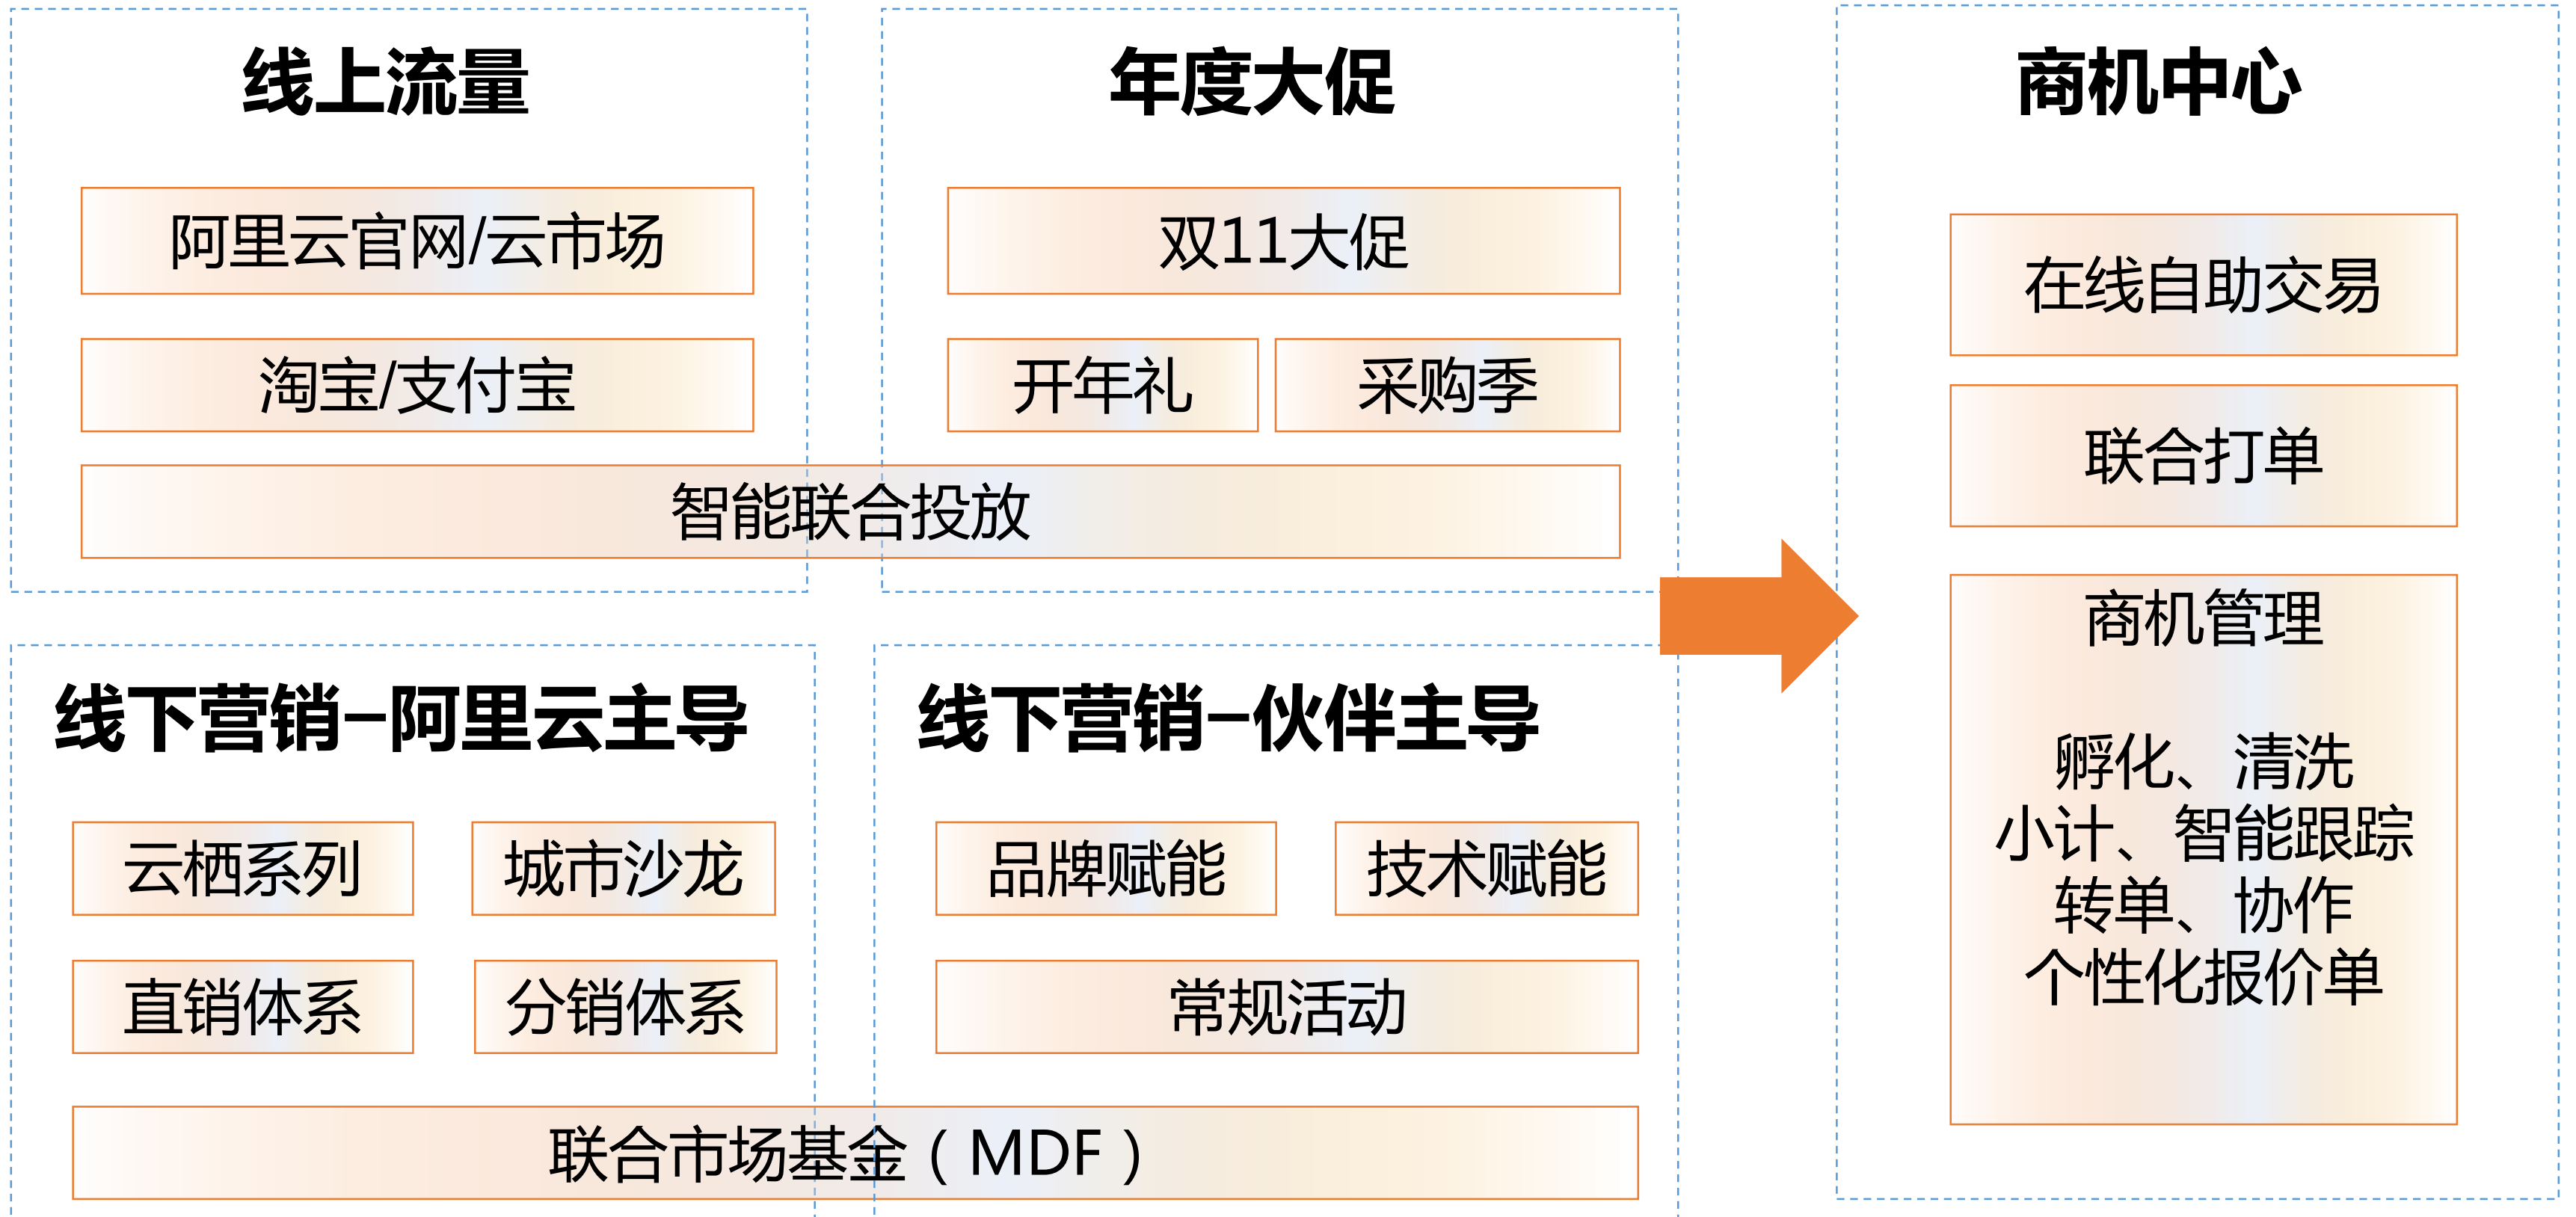 线上流量
阿里云官网/云市场
淘宝/支付宝
年度大促
双11大促
开年礼
采购季
智能联合投放
线下营销–阿里云主导
云栖系列
城市沙龙
直销体系
分销体系
线下营销–伙伴主导
品牌赋能
技术赋能
常规活动
联合市场基金（MDF）
商机中心
在线自助交易
联合打单
商机管理
孵化、清洗
小计、智能跟踪
转单、协作
个性化报价单